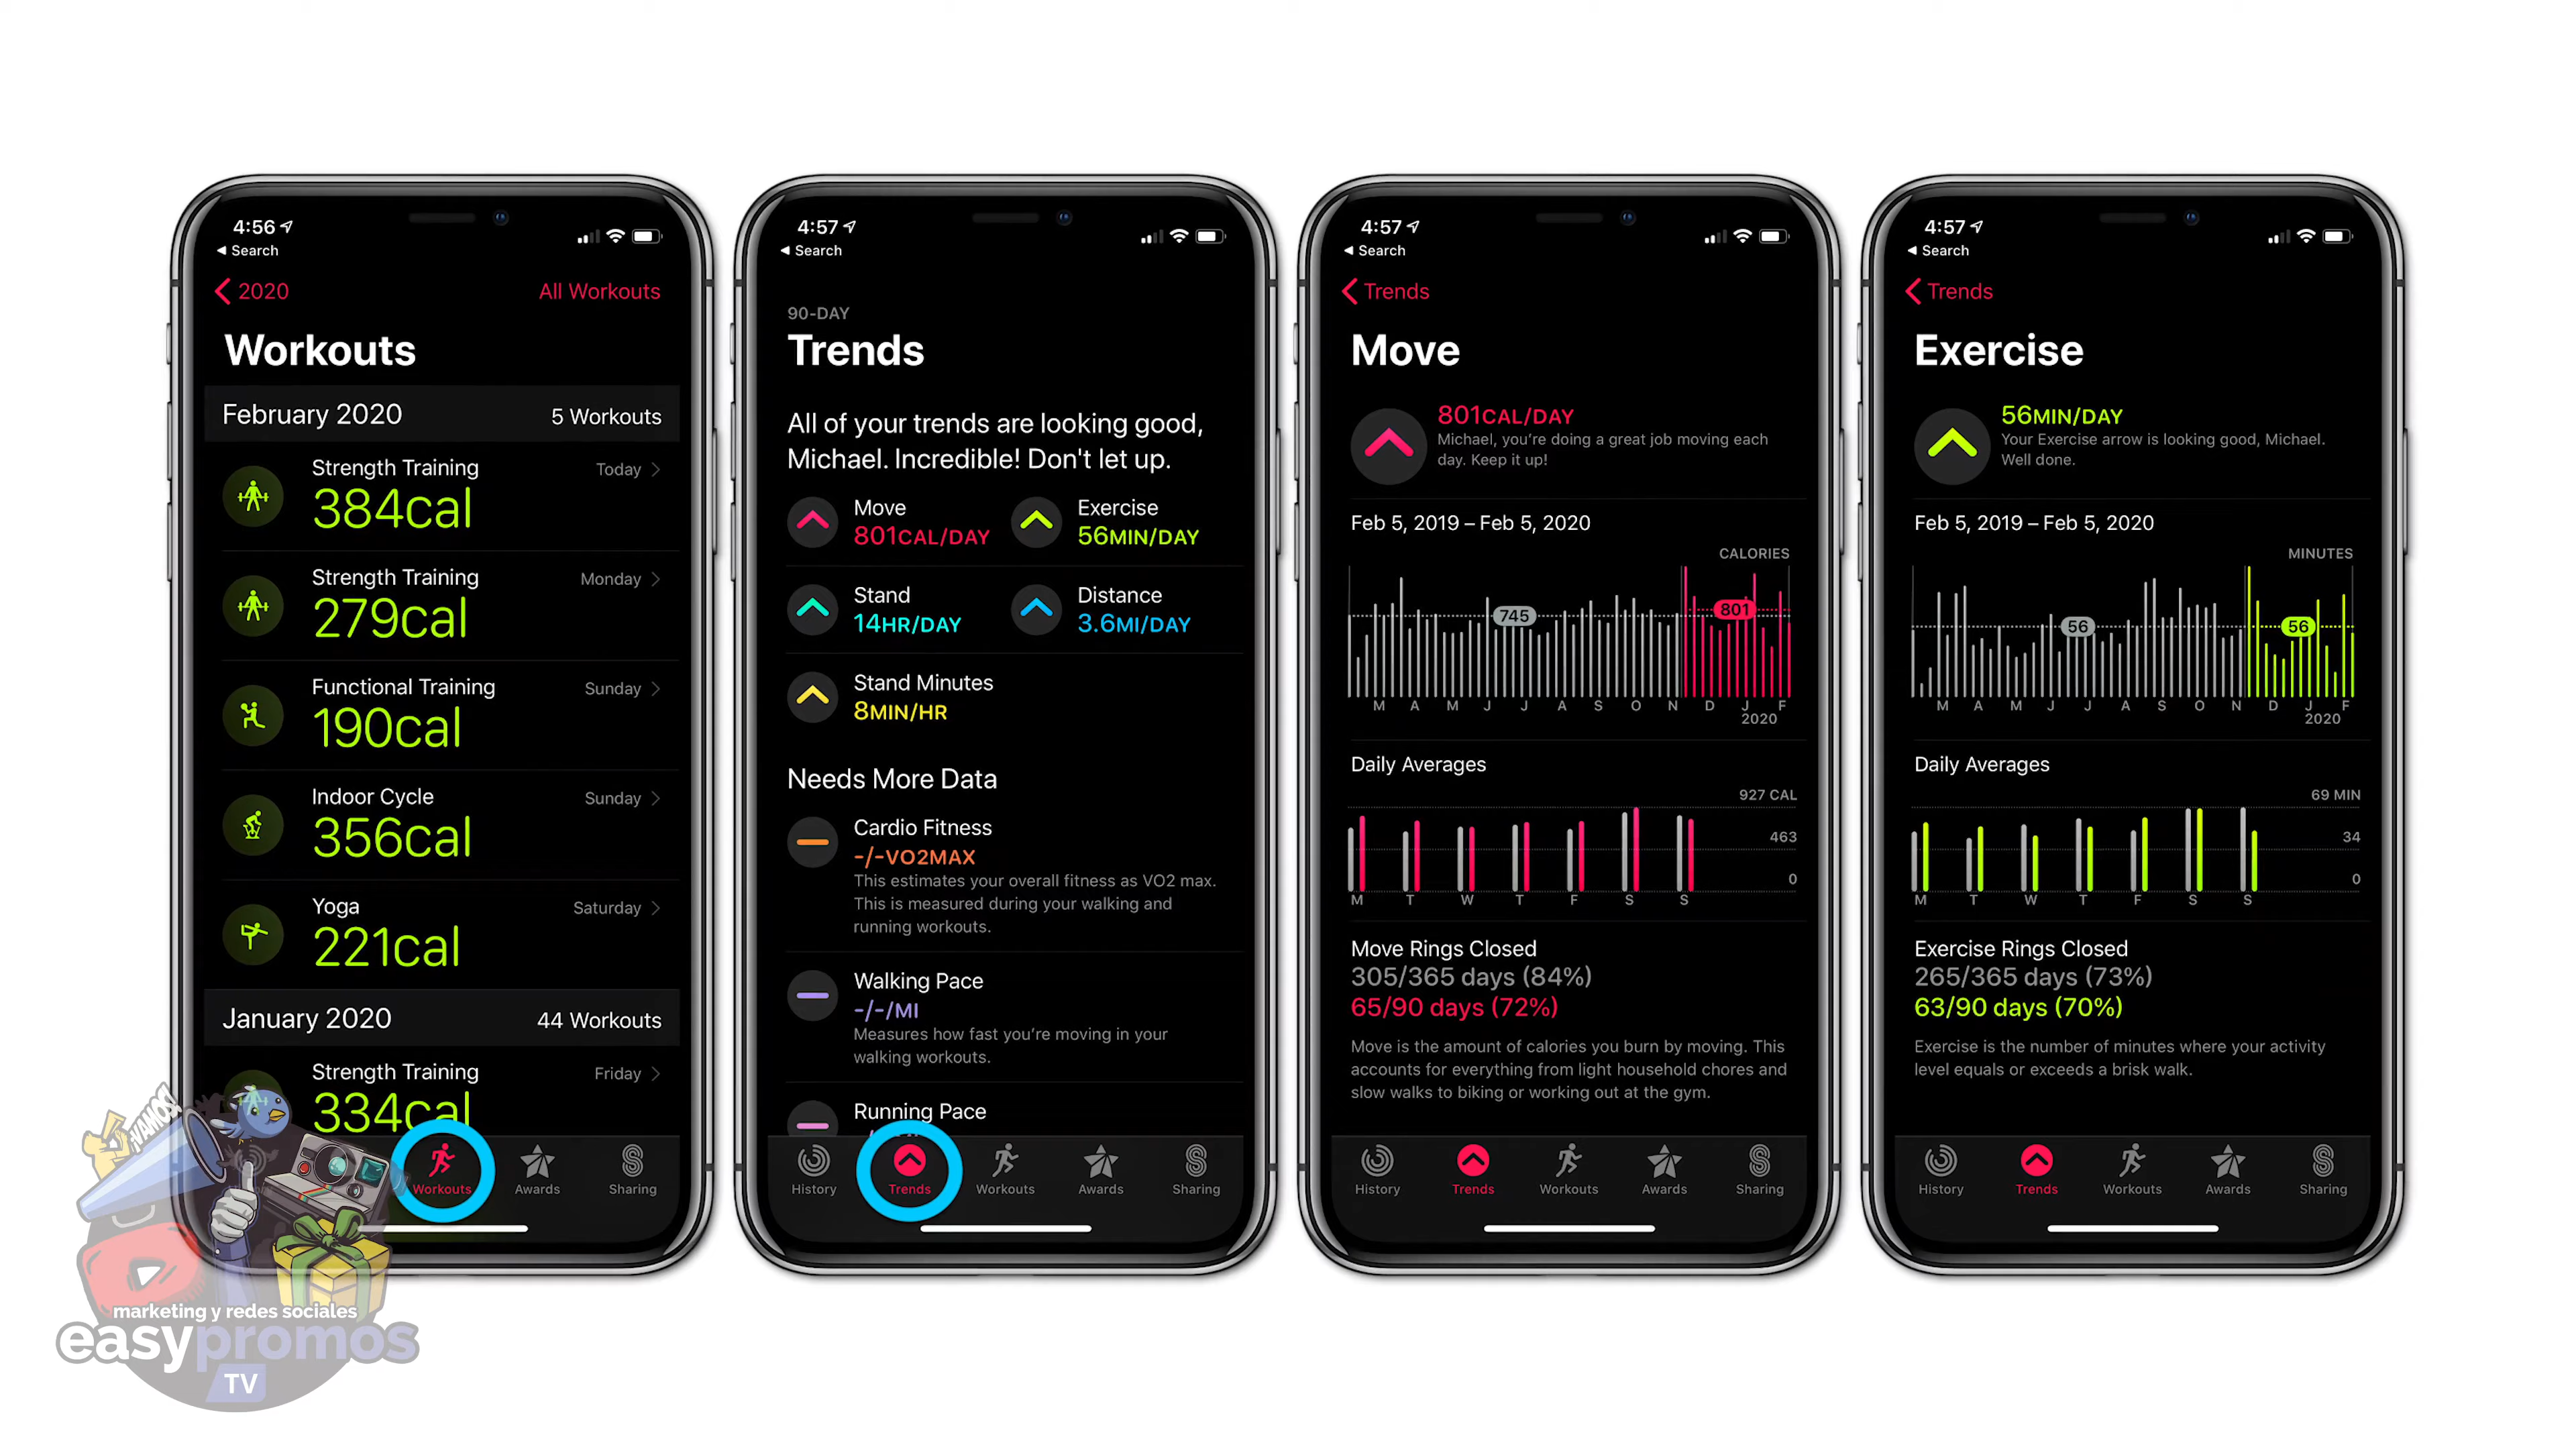 4:56
Search
2020
All Workouts
Workouts
February 2020
5 Workouts
Strength Training
Today
384cal
Strength Training
Monday
279cal
Functional Training
Sunday
190cal
Indoor Cycle
Sunday
356cal
Yoga
Saturday
221cal
January 2020
44 Workouts
Strength Training
Friday
334cal
Workouts
Awards
Sharing
4:57
Search
90-DAY
Trends
All of your trends are looking good,
Michael. Incredible! Don't let up.
Move
801CAL/DAY
Exercise
56MIN/DAY
Stand
14HR/DAY
Distance
3.6MI/DAY
Stand Minutes
8MIN/HR
Needs More Data
Cardio Fitness
-/-VO2MAX
This estimates your overall fitness as VO2 max.
This is measured during your walking and
running workouts.
Walking Pace
-/-/MI
Measures how fast you're moving in your
walking workouts.
Running Pace
History
Trends
Workouts
Awards
Sharing
4:57
Search
Trends
Move
801CAL/DAY
Michael, you're doing a great job moving each
day. Keep it up!
Feb 5, 2019 – Feb 5, 2020
CALORIES
745
801
M A M J J A S O N D J F
2020
Daily Averages
927 CAL
463
0
M T W T F S S
Move Rings Closed
305/365 days (84%)
65/90 days (72%)
Move is the amount of calories you burn by moving. This
accounts for everything from light household chores and
slow walks to biking or working out at the gym.
History
Trends
Workouts
Awards
Sharing
4:57
Search
Trends
Exercise
56MIN/DAY
Your Exercise arrow is looking good, Michael.
Well done.
Feb 5, 2019 – Feb 5, 2020
MINUTES
56
56
M A M J J A S O N D J F
2020
Daily Averages
69 MIN
34
0
M T W T F S S
Exercise Rings Closed
265/365 days (73%)
63/90 days (70%)
Exercise is the number of minutes where your activity
level equals or exceeds a brisk walk.
History
Trends
Workouts
Awards
Sharing
¡VAMOS!
marketing y redes sociales
easypromos
TV